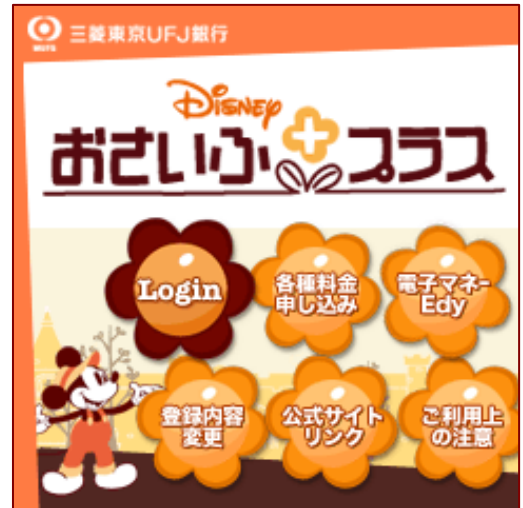 三菱東京UFJ銀行
MUFG
Disney
おさいふ+プラス
Login
各種料金
申し込み
電子マネー
Edy
登録内容
変更
公式サイト
リンク
ご利用上
の注意